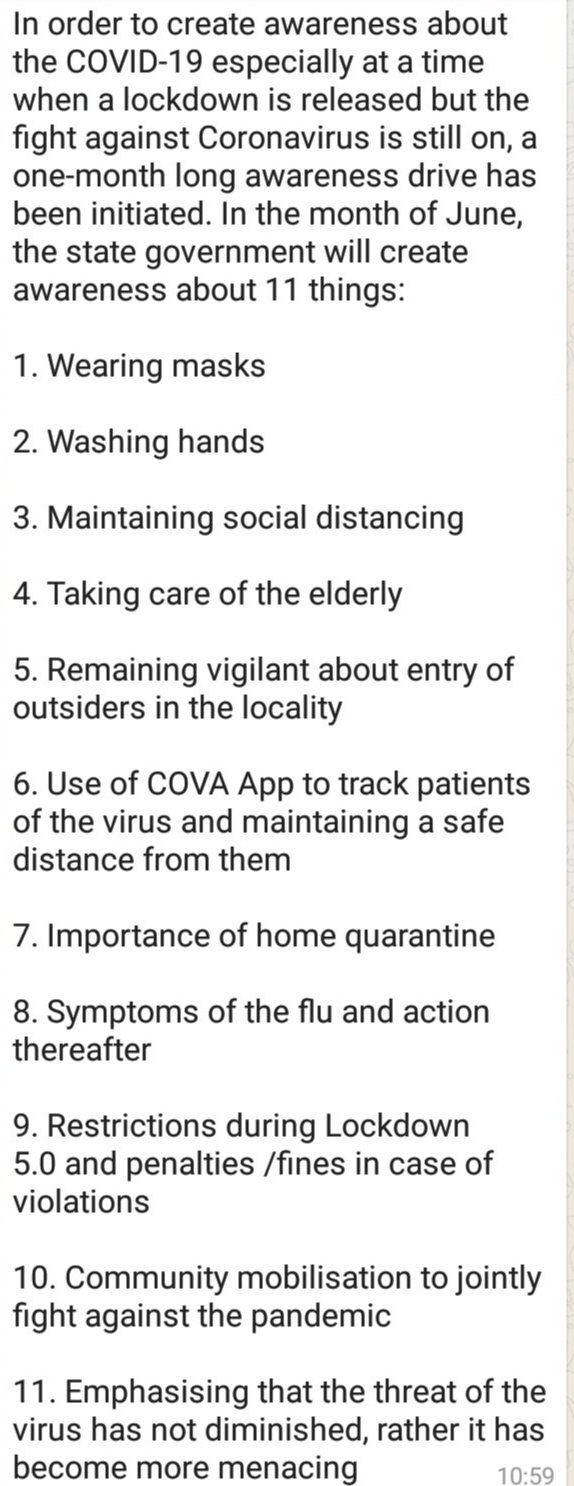 In order to create awareness about
the COVID-19 especially at a time
when a lockdown is released but the
fight against Coronavirus is still on, a
one-month long awareness drive has
been initiated. In the month of June,
the state government will create
awareness about 11 things:
1. Wearing masks
2. Washing hands
3. Maintaining social distancing
4. Taking care of the elderly
5. Remaining vigilant about entry of
outsiders in the locality
6. Use of COVA App to track patients
of the virus and maintaining a safe
distance from them
7. Importance of home quarantine
8. Symptoms of the flu and action
thereafter
9. Restrictions during Lockdown
5.0 and penalties /fines in case of
violations
10. Community mobilisation to jointly
fight against the pandemic
11. Emphasising that the threat of the
virus has not diminished, rather it has
become more menacing
10:59